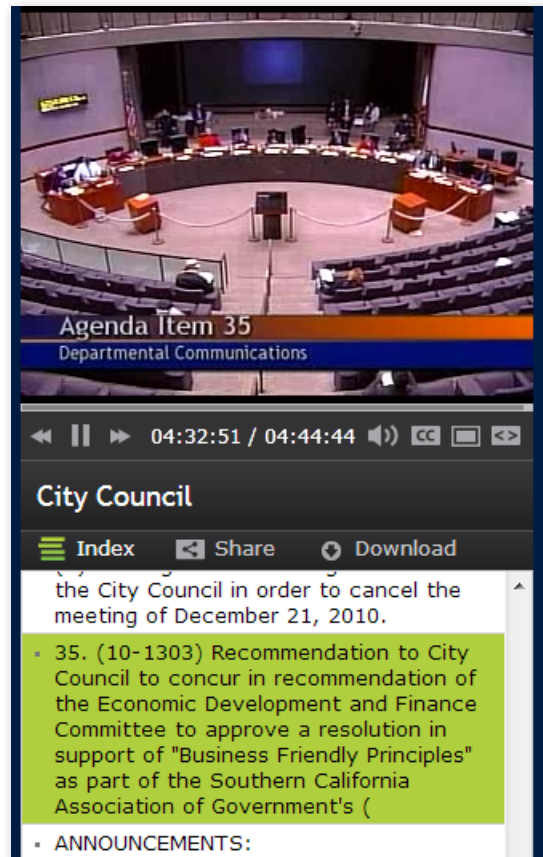 Agenda Item 35
Departmental Communications
04:32:51 / 04:44:44 CC <>
City Council
Index Share Download
the City Council in order to cancel the
meeting of December 21, 2010.
35. (10-1303) Recommendation to City
Council to concur in recommendation of
the Economic Development and Finance
Committee to approve a resolution in
support of "Business Friendly Principles"
as part of the Southern California
Association of Government's (
ANNOUNCEMENTS: